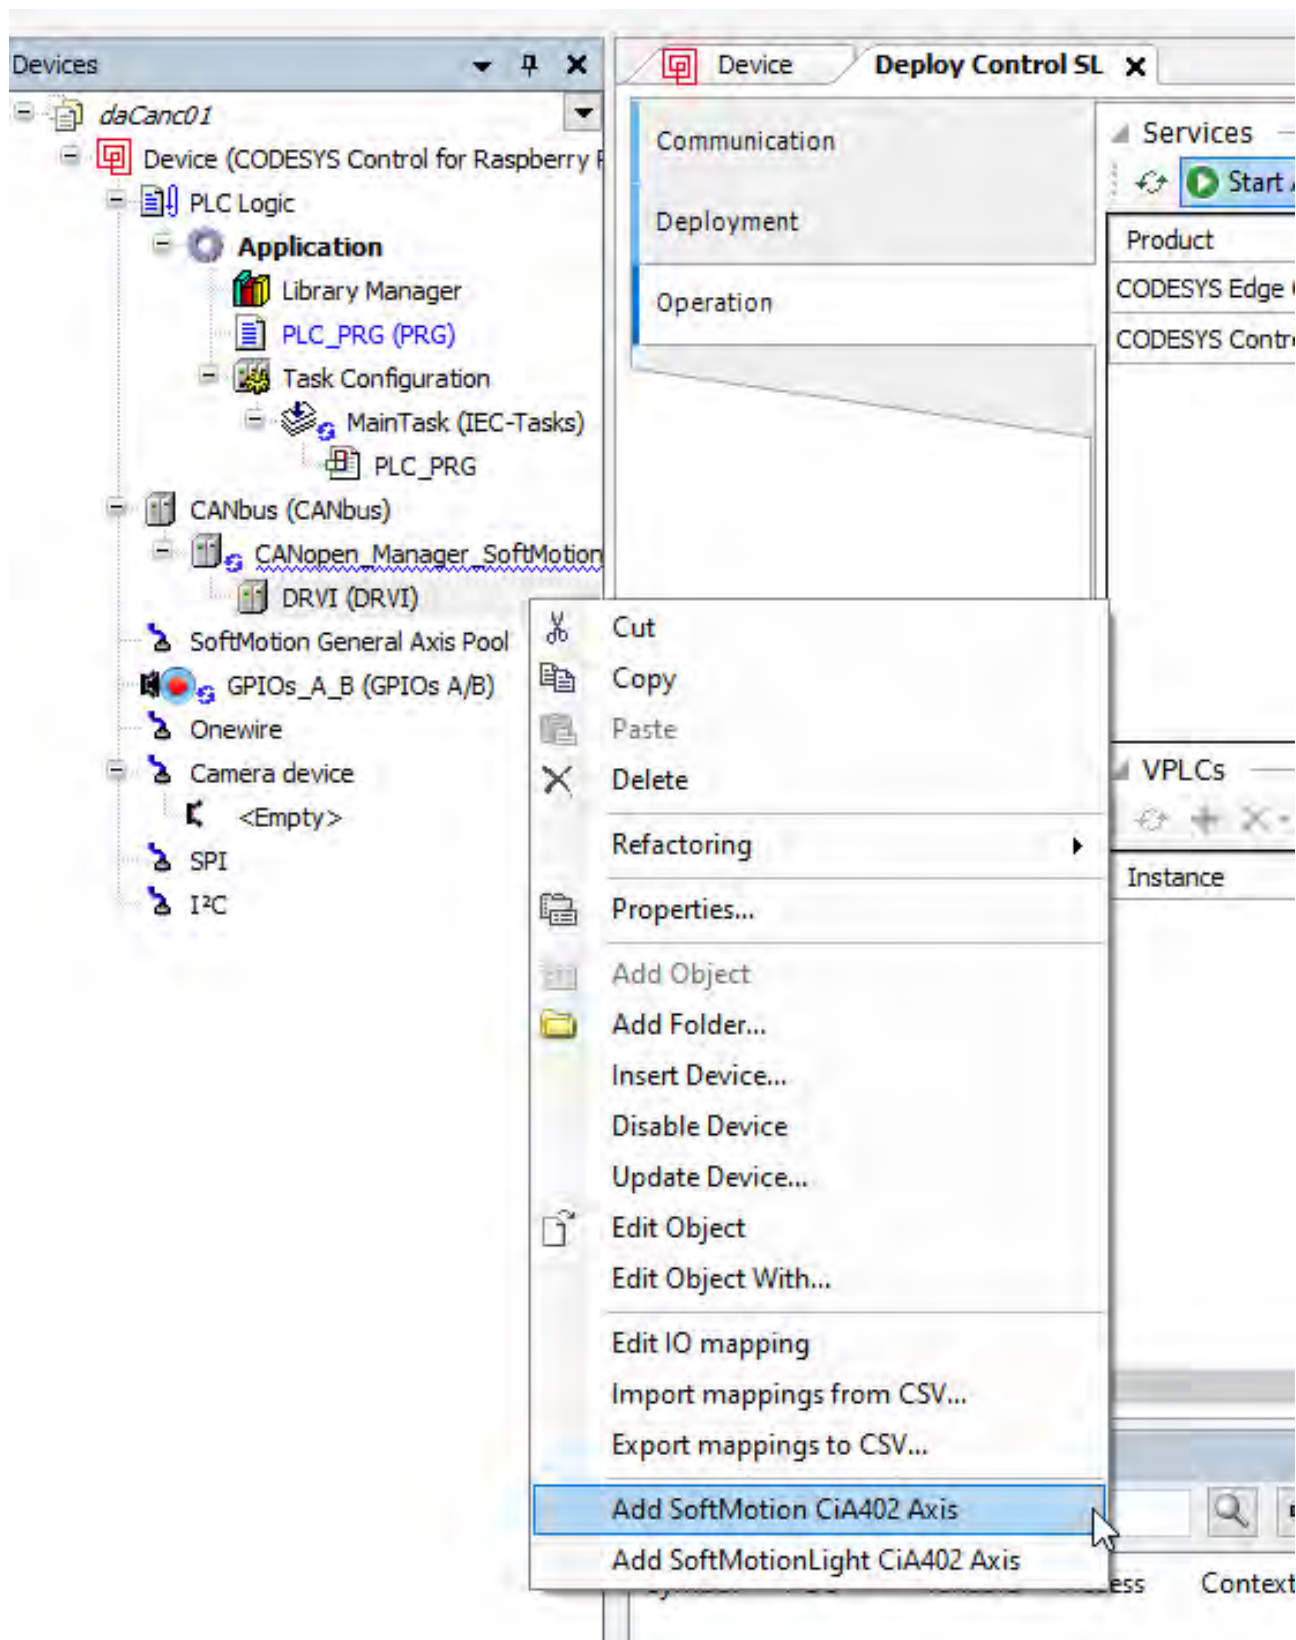 Devices
daCanc01
Device (CODESYS Control for Raspberry
PLC Logic
Application
Library Manager
PLC_PRG (PRG)
Task Configuration
MainTask (IEC-Tasks)
PLC_PRG
CANbus (CANbus)
CANopen_Manager_SoftMotion
DRVI (DRVI)
SoftMotion General Axis Pool
GPIOs_A_B (GPIOs A/B)
Onewire
Camera device
<Empty>
SPI
I²C
Device
Deploy Control SL
Communication
Deployment
Operation
Services
Start
Product
CODESYS Edge
CODESYS Contr
VPLCs
Instance
Cut
Copy
Paste
Delete
Refactoring
Properties...
Add Object
Add Folder...
Insert Device...
Disable Device
Update Device...
Edit Object
Edit Object With...
Edit IO mapping
Import mappings from CSV...
Export mappings to CSV...
Add SoftMotion CiA402 Axis
Add SoftMotionLight CiA402 Axis
ess
Context